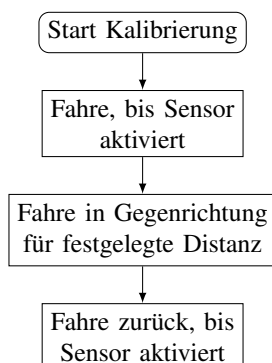 Start Kalibrierung
Fahre, bis Sensor
aktiviert
Fahre in Gegenrichtung
für festgelegte Distanz
Fahre zurück, bis
Sensor aktiviert